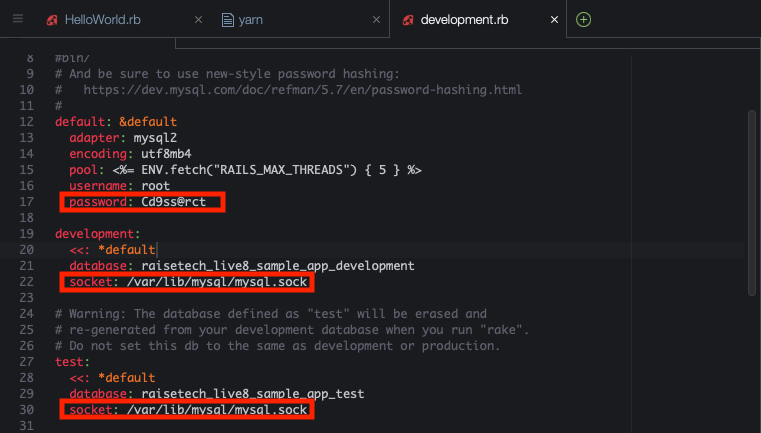 HelloWorld.rb
yarn
development.rb
8 #bin/
9 # And be sure to use new-style password hashing:
10 #   https://dev.mysql.com/doc/refman/5.7/en/password-hashing.html
11 #
12 default: &default
13   adapter: mysql2
14   encoding: utf8mb4
15   pool: <%= ENV.fetch("RAILS_MAX_THREADS") { 5 } %>
16   username: root
17   password: Cd9ss@rct
18
19 development:
20   <<: *default
21   database: raisetech_live8_sample_app_development
22   socket: /var/lib/mysql/mysql.sock
23
24 # Warning: The database defined as "test" will be erased and
25 # re-generated from your development database when you run "rake".
26 # Do not set this db to the same as development or production.
27 test:
28   <<: *default
29   database: raisetech_live8_sample_app_test
30   socket: /var/lib/mysql/mysql.sock
31